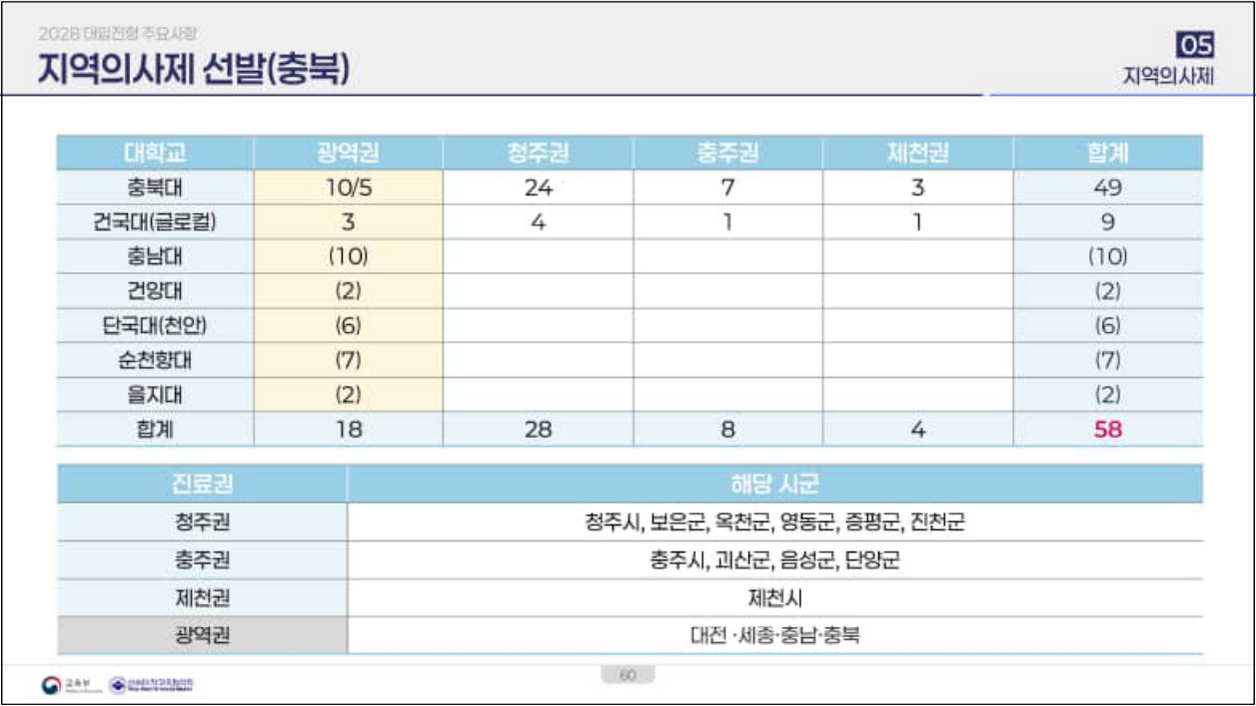 2028 대입전형 주요사항
지역의사제 선발(충북)
05
지역의사제
대학교 광역권 청주권 충주권 제천권 합계
충북대 10/5 24 7 3 49
건국대(글로컬) 3 4 1 1 9
충남대 (10) (10)
건양대 (2) (2)
단국대(천안) (6) (6)
순천향대 (7) (7)
을지대 (2) (2)
합계 18 28 8 4 58
진료권 해당 시군
청주권 청주시, 보은군, 옥천군, 영동군, 증평군, 진천군
충주권 충주시, 괴산군, 음성군, 단양군
제천권 제천시
광역권 대전 ·세종·충남·충북
교육부
60